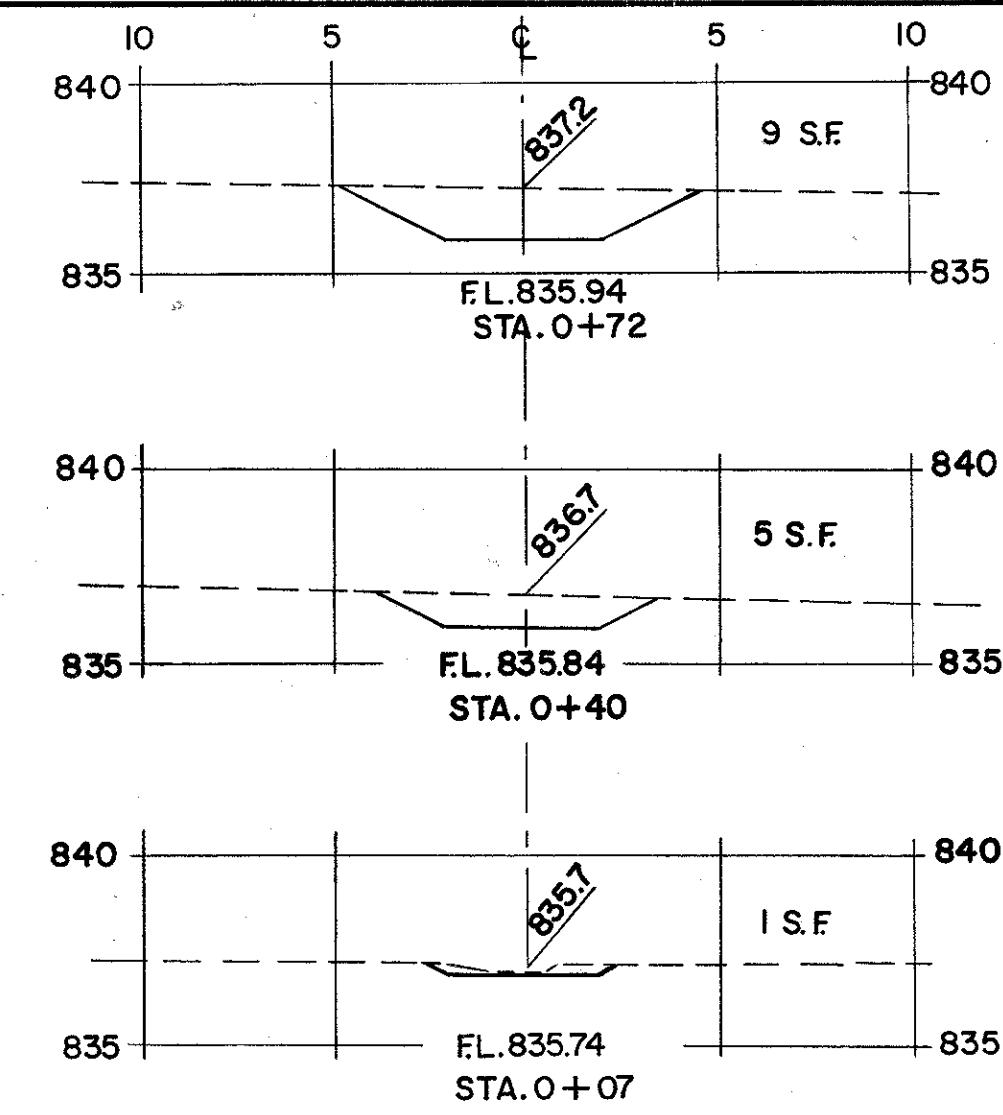 10 5 ℄ 5 10
840 837.2 9 S.F. 840
835 835
F.L. 835.94
STA. 0+72
840 836.7 5 S.F. 840
835 F.L. 835.84 835
STA. 0+40
840 835.7 1 S.F. 840
835 F.L. 835.74 835
STA. 0+07